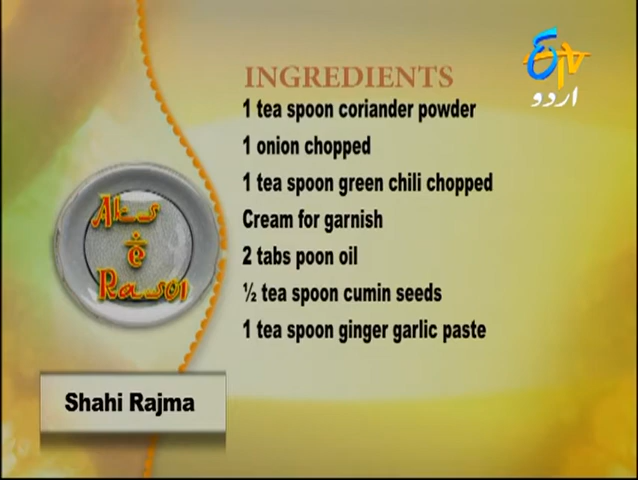 ETV
اردو
INGREDIENTS
1 tea spoon coriander powder
1 onion chopped
1 tea spoon green chili chopped
Cream for garnish
2 tabs poon oil
½ tea spoon cumin seeds
1 tea spoon ginger garlic paste
Aks
e
Rasoi
Shahi Rajma